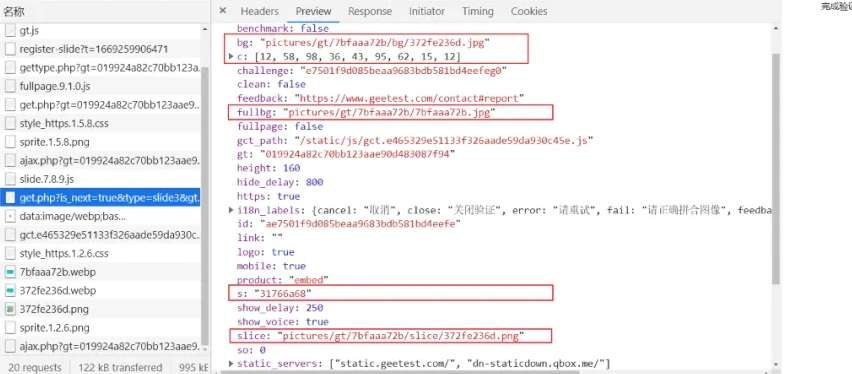 名称
gt.js
register-slide?t=1669259906471
gettype.php?gt=019924a82c70bb123aae9...
fullpage.9.1.0.js
get.php?gt=019924a82c70bb123aae9...
style_https.1.5.8.css
sprite.1.5.8.png
ajax.php?gt=019924a82c70bb123aae9...
slide.7.8.9.js
get.php?is_next=true&type=slide3&gt...
data:image/webp;bas...
gct.e465329e51133f326aade59da930c...
style_https.1.2.6.css
7bfaaa72b.webp
372fe236d.webp
372fe236d.png
sprite.1.2.6.png
ajax.php?gt=019924a82c70bb123aae9...
20 requests 122 kB transferred 995 k
× Headers Preview Response Initiator Timing Cookies
benchmark: false
bg: "pictures/gt/7bfaaa72b/bg/372fe236d.jpg"
c: [12, 58, 98, 36, 43, 95, 62, 15, 12]
challenge: "e7501f9d085beaa9683bdb581bd4eefeg0"
clean: false
feedback: "https://www.geetest.com/contact#report"
fullbg: "pictures/gt/7bfaaa72b/7bfaaa72b.jpg"
fullpage: false
gct_path: "/static/js/gct.e465329e51133f326aade59da930c45e.js"
gt: "019924a82c70bb123aae90d483087f94"
height: 160
hide_delay: 800
https: true
i18n_labels: {cancel: "取消", close: "关闭验证", error: "请重试", fail: "请正确拼合图像", feedba
id: "ae7501f9d085beaa9683bdb581bd4eefe"
link: ""
logo: true
mobile: true
product: "embed"
s: "31766a68"
show_delay: 250
show_voice: true
slice: "pictures/gt/7bfaaa72b/slice/372fe236d.png"
so: 0
static_servers: ["static.geetest.com/", "dn-staticdown.qbox.me/"]
完成验